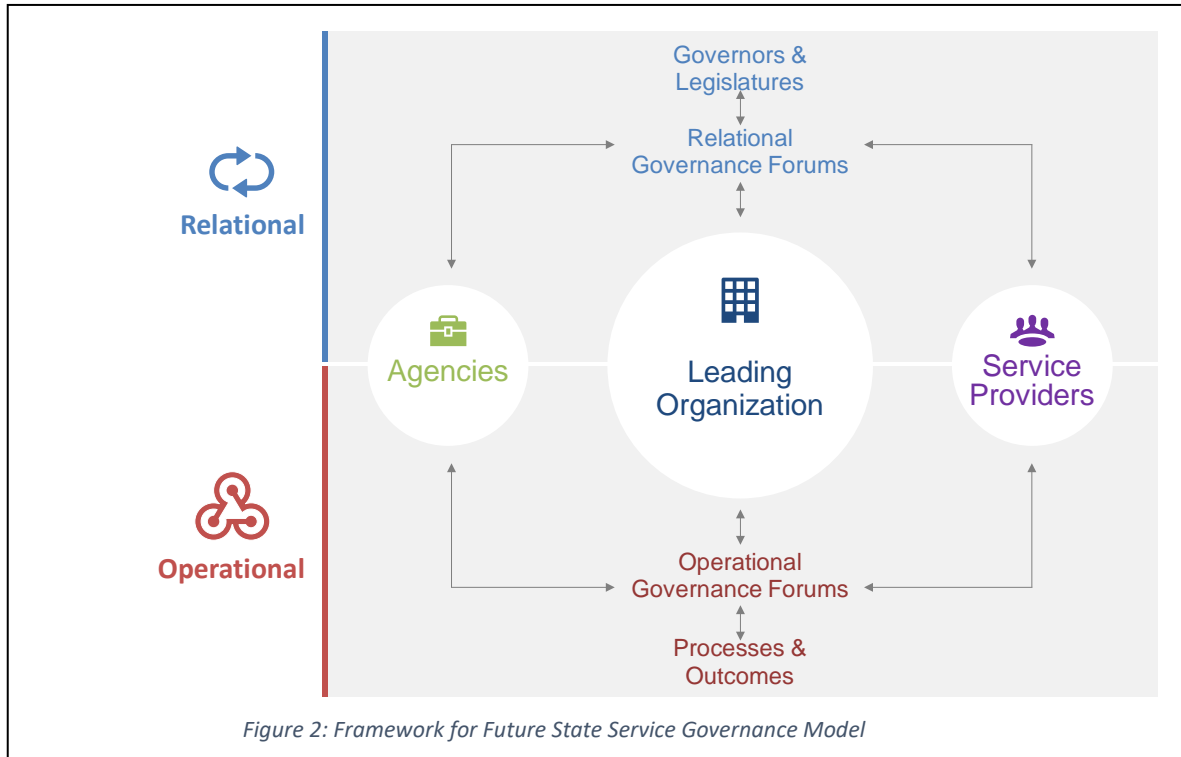 Governors &
Legislatures
Relational
Governance Forums
Relational
Agencies
Leading
Organization
Service
Providers
Operational
Operational
Governance Forums
Processes &
Outcomes
Figure 2: Framework for Future State Service Governance Model